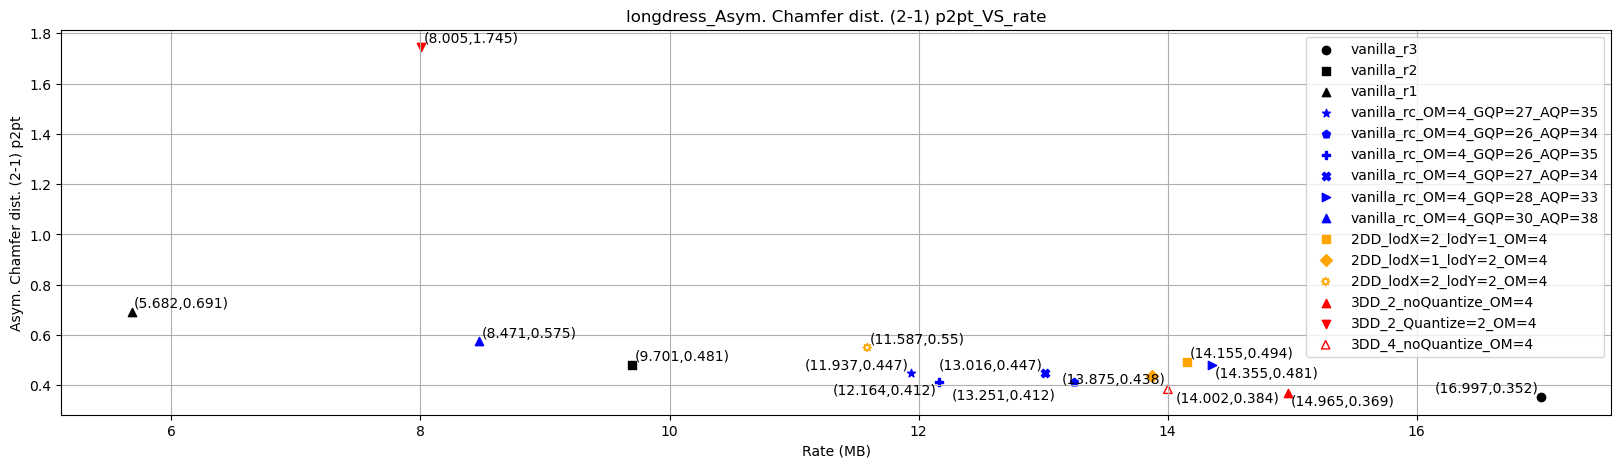 longdress_Asym. Chamfer dist. (2-1) p2pt_VS_rate
Asym. Chamfer dist. (2-1) p2pt
1.8
1.6
1.4
1.2
1.0
0.8
0.6
0.4
(8.005,1.745)
(5.682,0.691)
(8.471,0.575)
(9.701,0.481)
(11.587,0.55)
(11.937,0.447)
(13.016,0.447)
(12.164,0.412)
(13.251,0.412)
(13.875,0.438)
(14.155,0.494)
(14.355,0.481)
(14.002,0.384)
(14.965,0.369)
(16.997,0.352)
vanilla_r3
vanilla_r2
vanilla_r1
vanilla_rc_OM=4_GQP=27_AQP=35
vanilla_rc_OM=4_GQP=26_AQP=34
vanilla_rc_OM=4_GQP=26_AQP=35
vanilla_rc_OM=4_GQP=27_AQP=34
vanilla_rc_OM=4_GQP=28_AQP=33
vanilla_rc_OM=4_GQP=30_AQP=38
2DD_lodX=2_lodY=1_OM=4
2DD_lodX=1_lodY=2_OM=4
2DD_lodX=2_lodY=2_OM=4
3DD_2_noQuantize_OM=4
3DD_2_Quantize=2_OM=4
3DD_4_noQuantize_OM=4
6 8 10 12 14 16
Rate (MB)